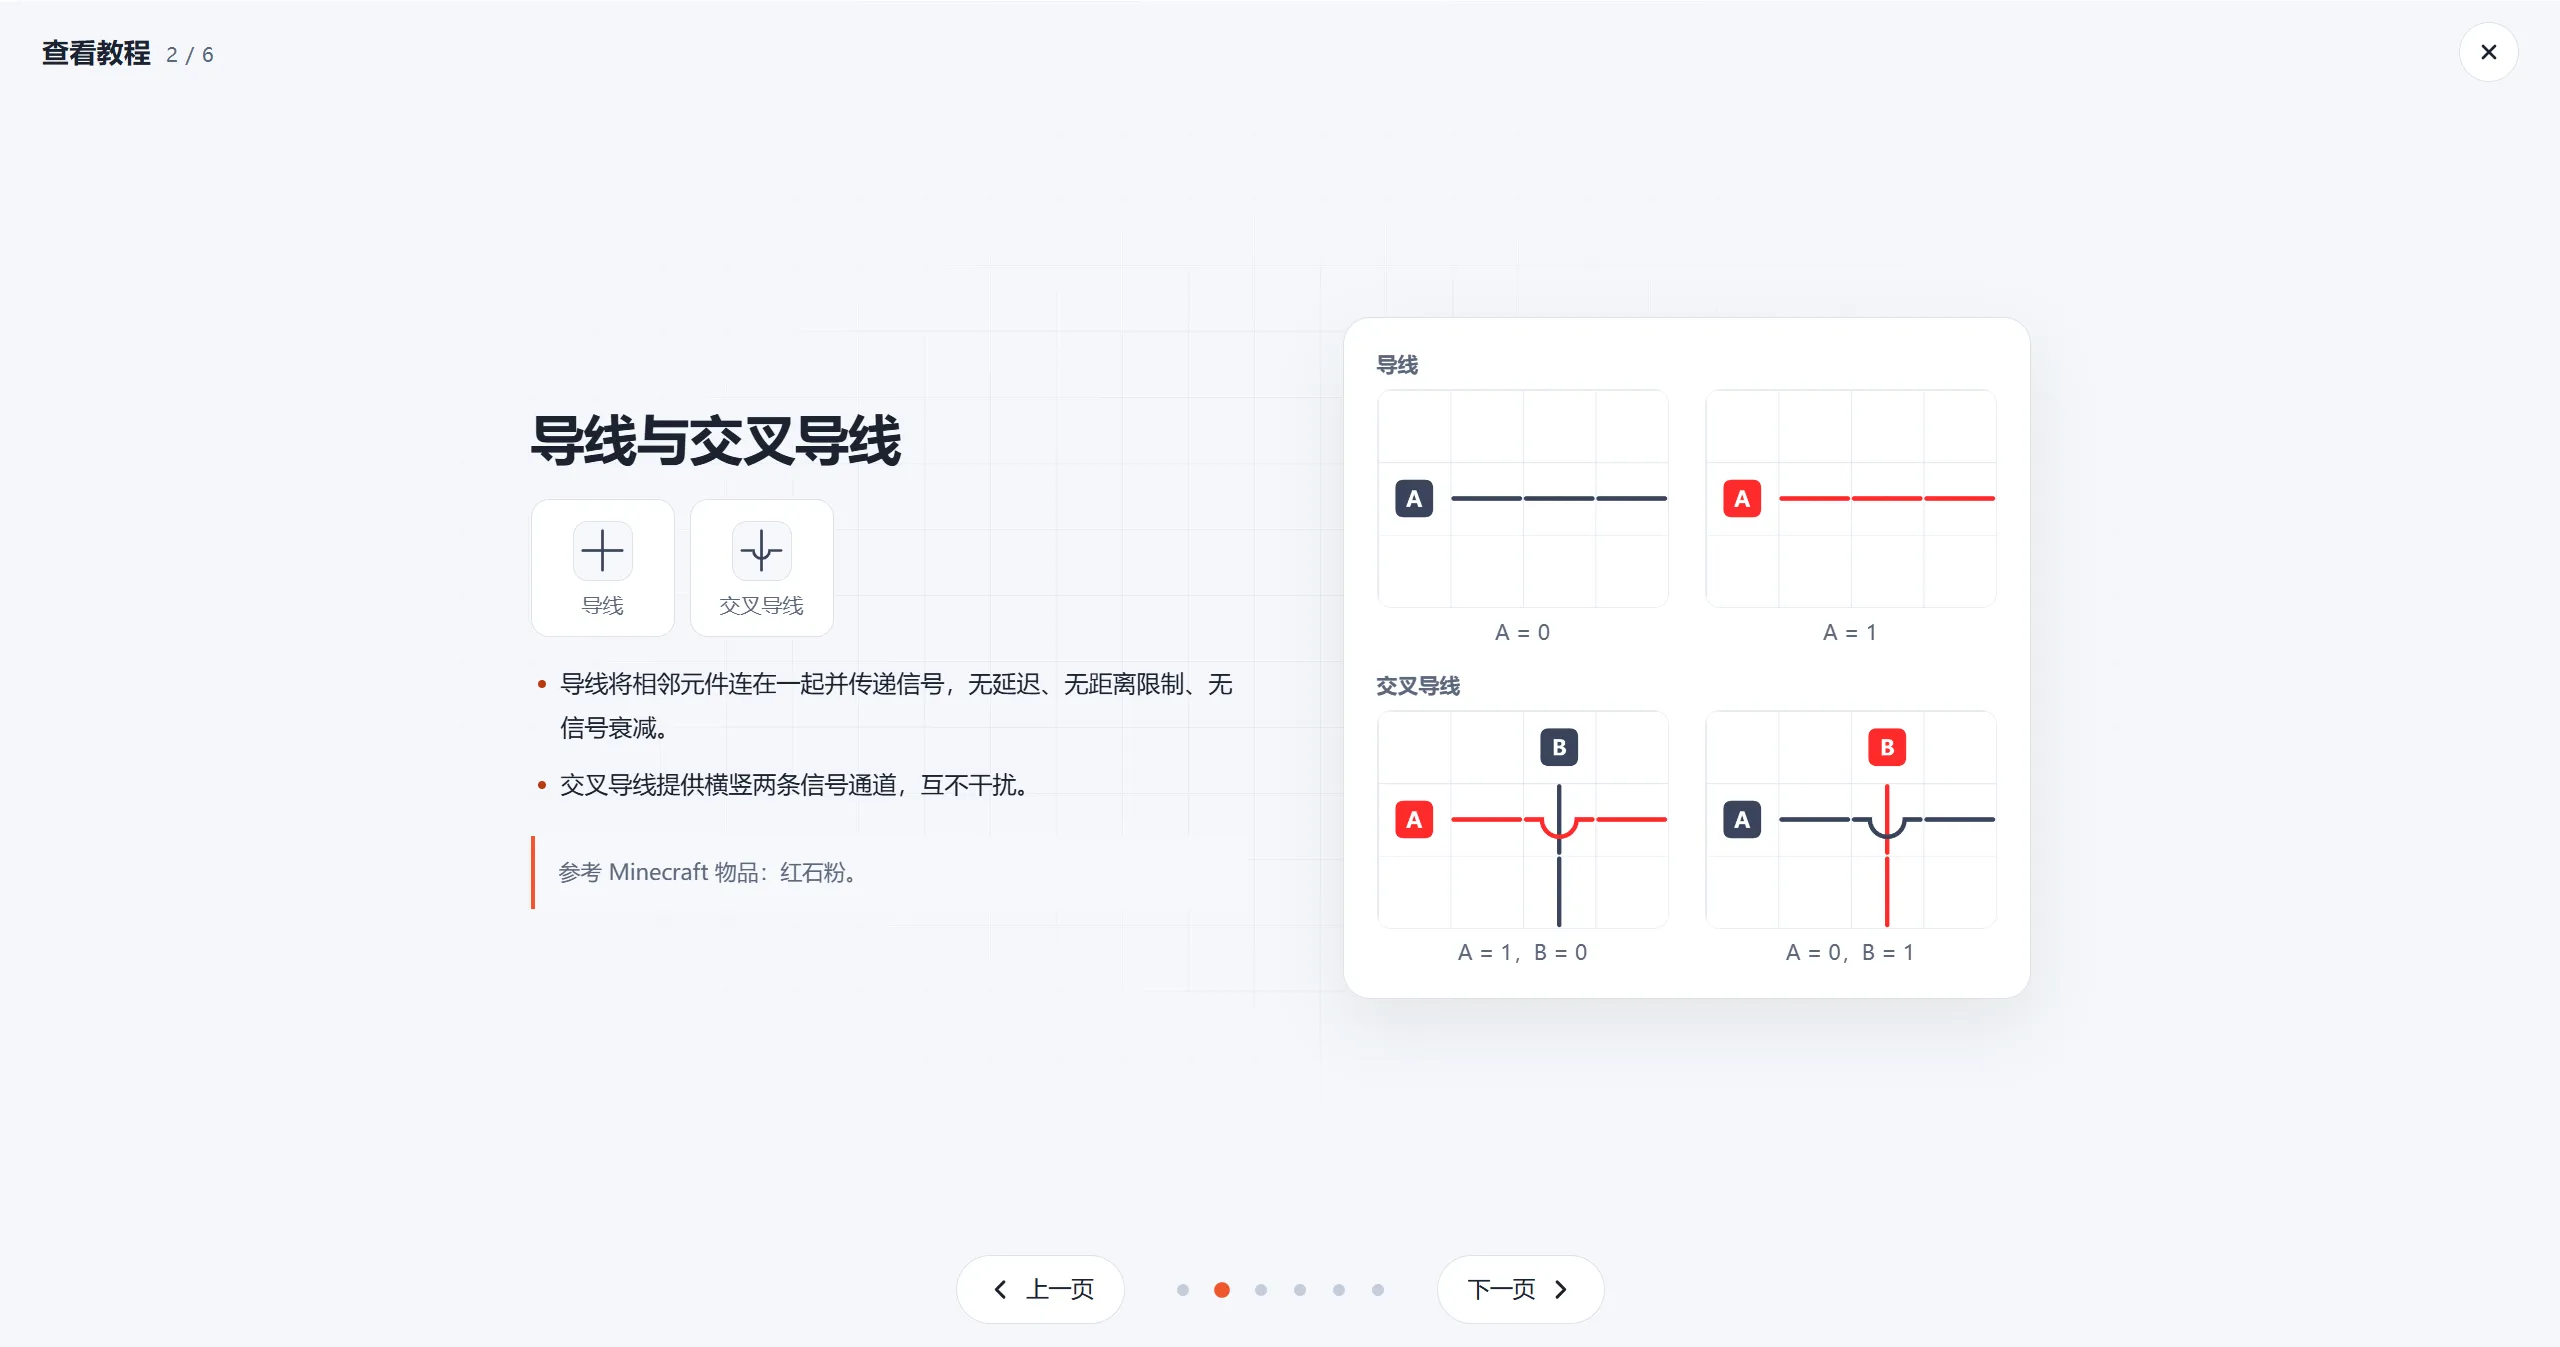 查看教程 2 / 6
导线与交叉导线
导线
交叉导线
导线将相邻元件连在一起并传递信号，无延迟、无距离限制、无
信号衰减。
交叉导线提供横竖两条信号通道，互不干扰。
参考 Minecraft 物品：红石粉。
导线
A
A
A = 0
A = 1
交叉导线
B
B
A
A
A = 1，B = 0
A = 0，B = 1
上一页
下一页